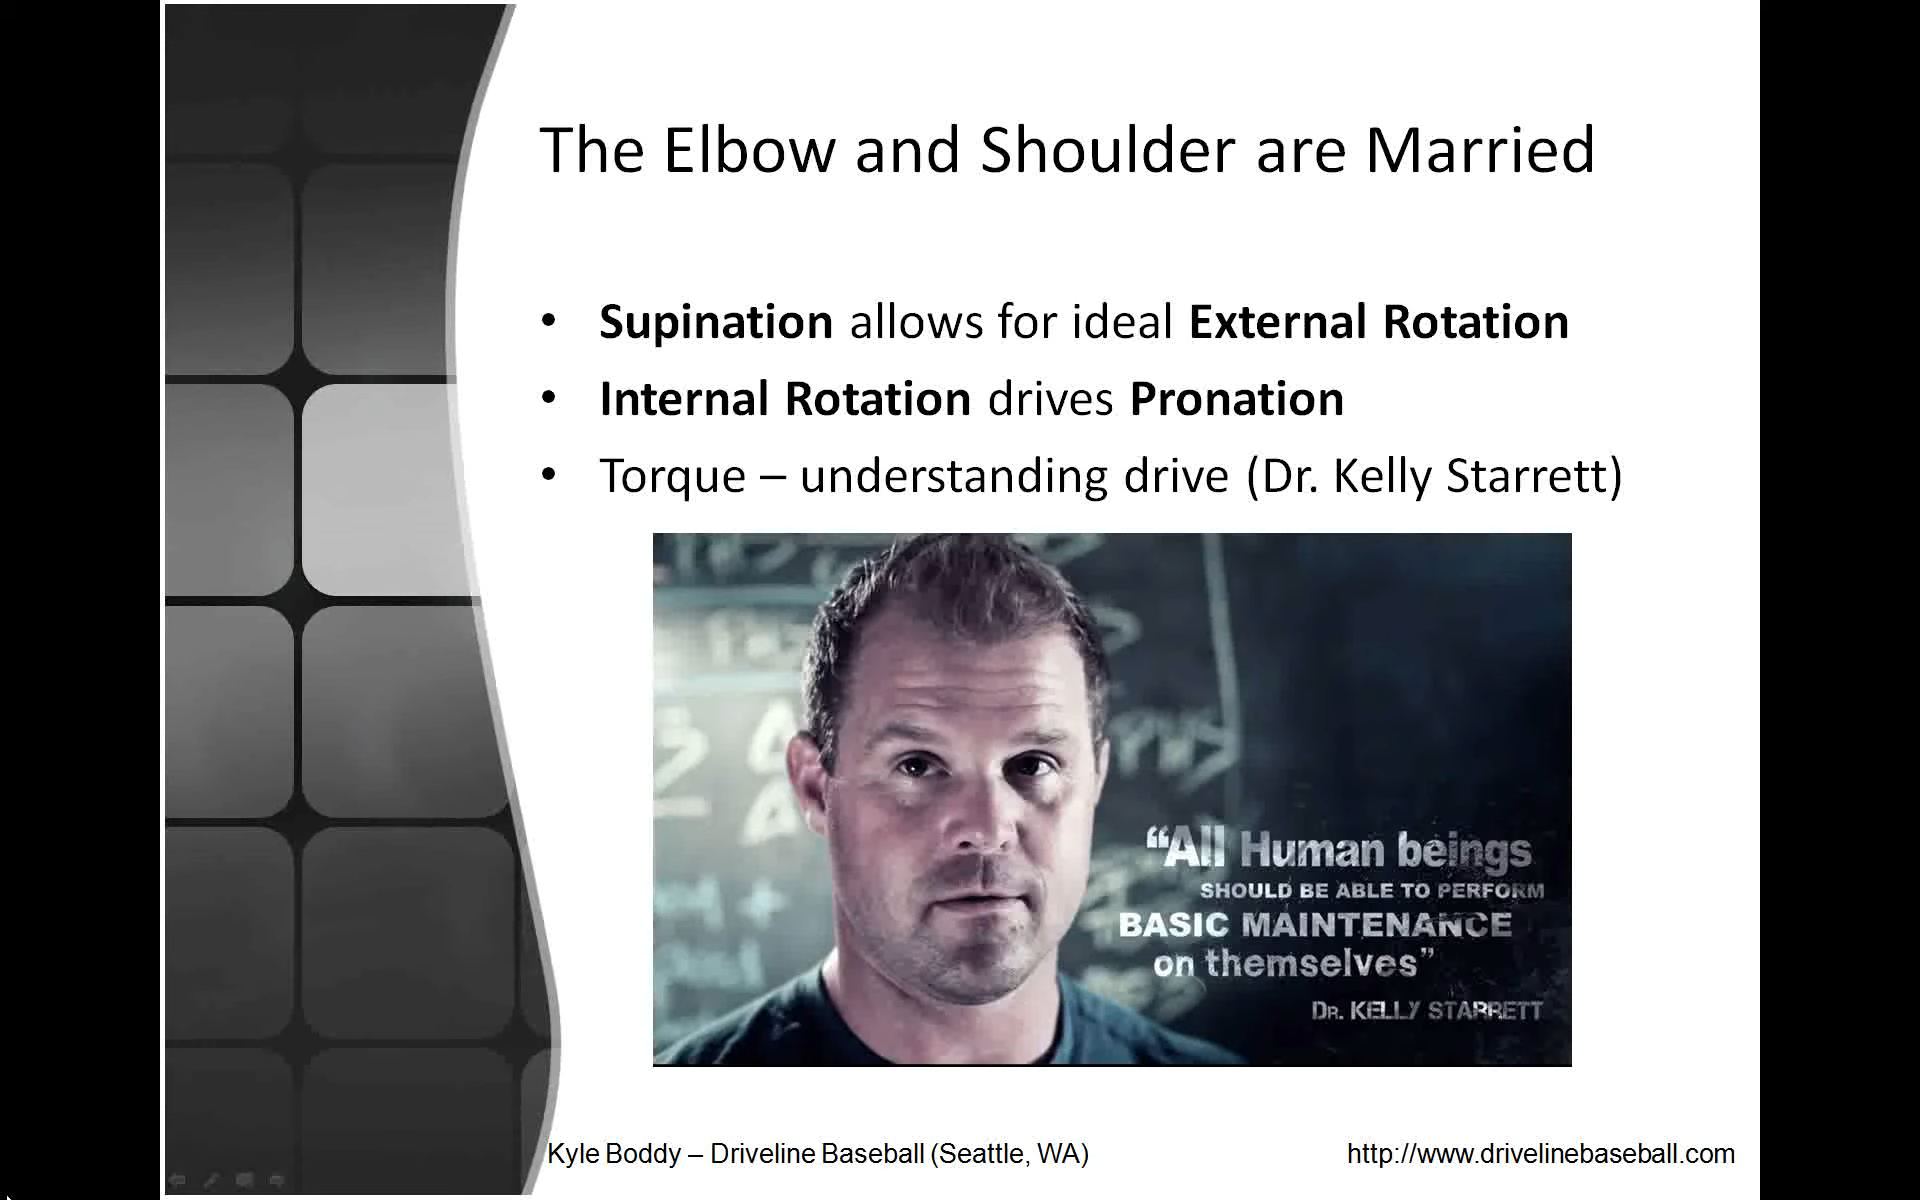 The Elbow and Shoulder are Married
• Supination allows for ideal External Rotation
• Internal Rotation drives Pronation
• Torque – understanding drive (Dr. Kelly Starrett)
“All Human beings
SHOULD BE ABLE TO PERFORM
BASIC MAINTENANCE
on themselves”
DR. KELLY STARRETT
Kyle Boddy – Driveline Baseball (Seattle, WA)
http://www.drivelinebaseball.com